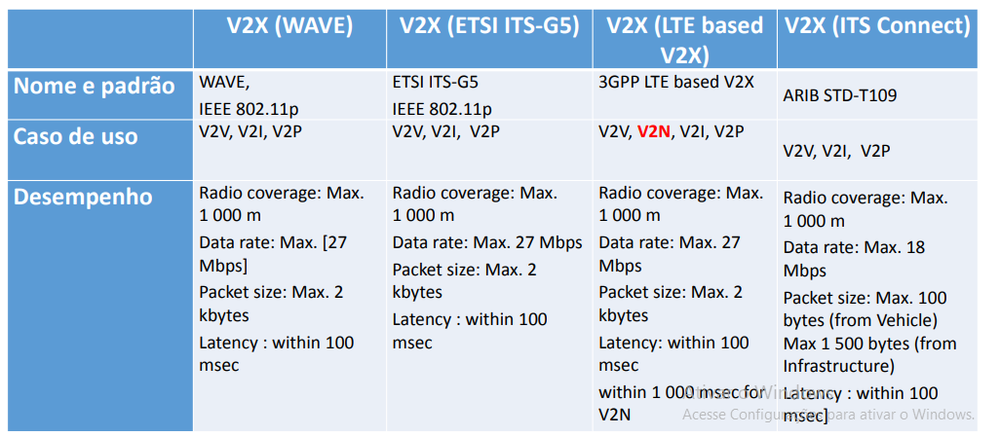 V2X (WAVE)
V2X (ETSI ITS-G5)
V2X (LTE based
V2X)
V2X (ITS Connect)
Nome e padrão
WAVE,
IEEE 802.11p
ETSI ITS-G5
IEEE 802.11p
3GPP LTE based V2X
ARIB STD-T109
Caso de uso
V2V, V2I, V2P
V2V, V2I, V2P
V2V, V2N, V2I, V2P
V2V, V2I, V2P
Desempenho
Radio coverage: Max.
1 000 m
Data rate: Max. [27
Mbps]
Packet size: Max. 2
kbytes
Latency : within 100
msec
Radio coverage: Max.
1 000 m
Data rate: Max. 27 Mbps
Packet size: Max. 2
kbytes
Latency : within 100
msec
Radio coverage: Max.
1 000 m
Data rate: Max. 27
Mbps
Packet size: Max. 2
kbytes
Latency: within 100
msec
within 1 000 msec for
V2N
Radio coverage: Max.
1 000 m
Data rate: Max. 18
Mbps
Packet size: Max. 100
bytes (from Vehicle)
Max 1 500 bytes (from
Infrastructure)
Latency : within 100
msec]
Ativar o Windows
Acesse Configurações para ativar o Windows.